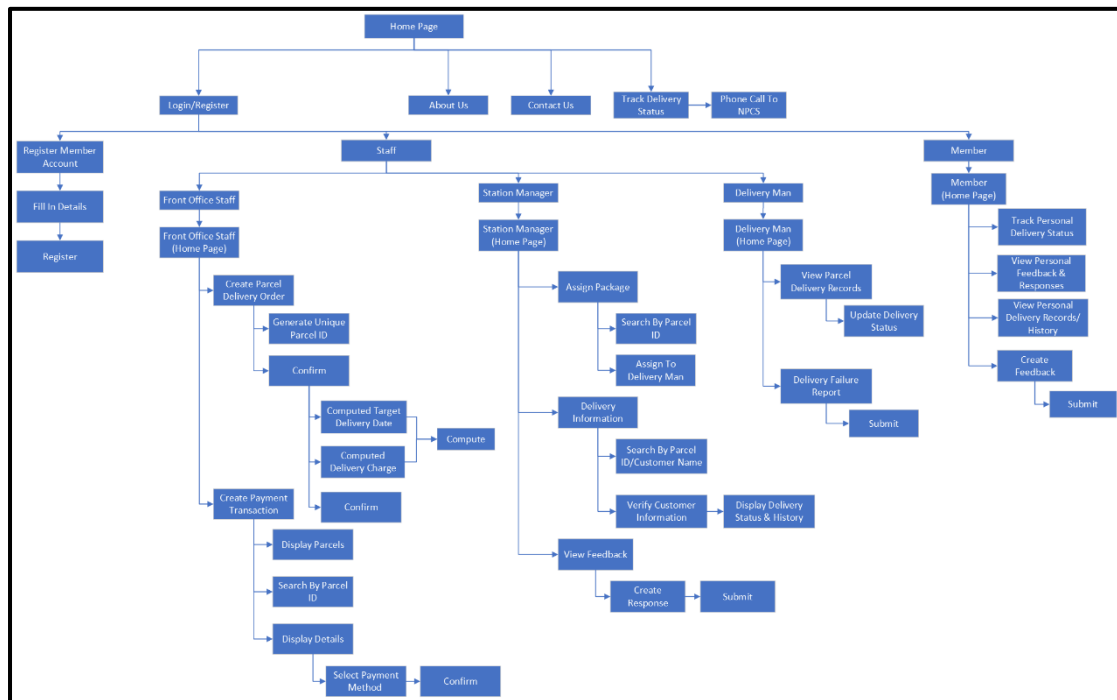 Home Page
Login/Register
About Us
Contact Us
Track Delivery
Status
Phone Call To
NPCS
Register Member
Account
Staff
Member
Fill In Details
Register
Front Office Staff
Front Office Staff
(Home Page)
Create Parcel
Delivery Order
Generate Unique
Parcel ID
Confirm
Computed Target
Delivery Date
Computed
Delivery Charge
Compute
Confirm
Create Payment
Transaction
Display Parcels
Search By Parcel
ID
Display Details
Select Payment
Method
Confirm
Station Manager
Station Manager
(Home Page)
Assign Package
Search By Parcel
ID
Assign To
Delivery Man
Delivery
Information
Search By Parcel
ID/Customer Name
Verify Customer
Information
Display Delivery
Status & History
View Feedback
Create
Response
Submit
Delivery Man
Delivery Man
(Home Page)
View Parcel
Delivery Records
Update Delivery
Status
Delivery Failure
Report
Submit
Member
(Home Page)
Track Personal
Delivery Status
View Personal
Feedback &
Responses
View Personal
Delivery Records/
History
Create
Feedback
Submit